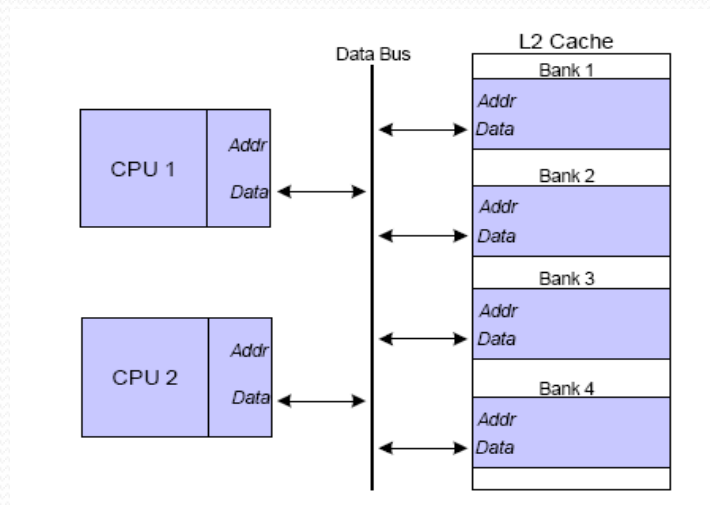 Data Bus
L2 Cache
Bank 1
Addr
Data
CPU 1
Addr
Data
Bank 2
Addr
Data
Bank 3
Addr
Data
CPU 2
Addr
Data
Bank 4
Addr
Data